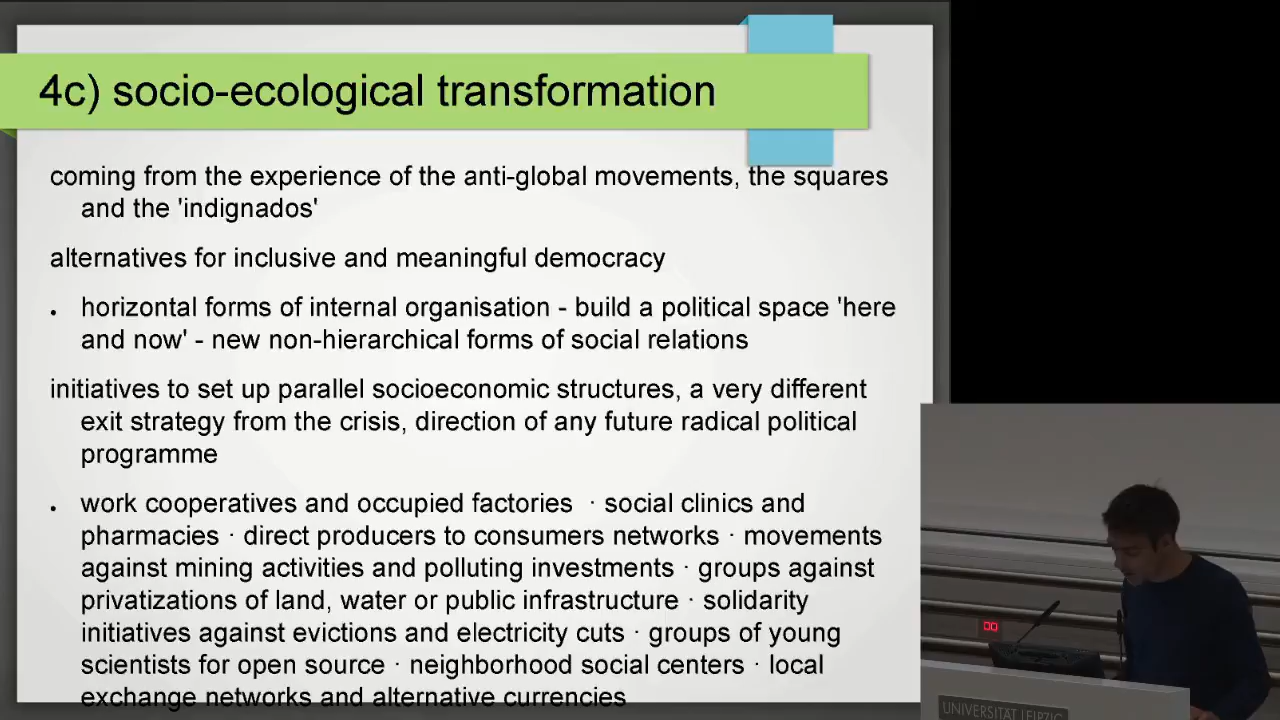 4c) socio-ecological transformation
coming from the experience of the anti-global movements, the squares
and the 'indignados'
alternatives for inclusive and meaningful democracy
• horizontal forms of internal organisation - build a political space 'here
and now' - new non-hierarchical forms of social relations
initiatives to set up parallel socioeconomic structures, a very different
exit strategy from the crisis, direction of any future radical political
programme
• work cooperatives and occupied factories · social clinics and
pharmacies · direct producers to consumers networks · movements
against mining activities and polluting investments · groups against
privatizations of land, water or public infrastructure · solidarity
initiatives against evictions and electricity cuts · groups of young
scientists for open source · neighborhood social centers · local
exchange networks and alternative currencies
00
UNIVERSITÄT LEIPZIG